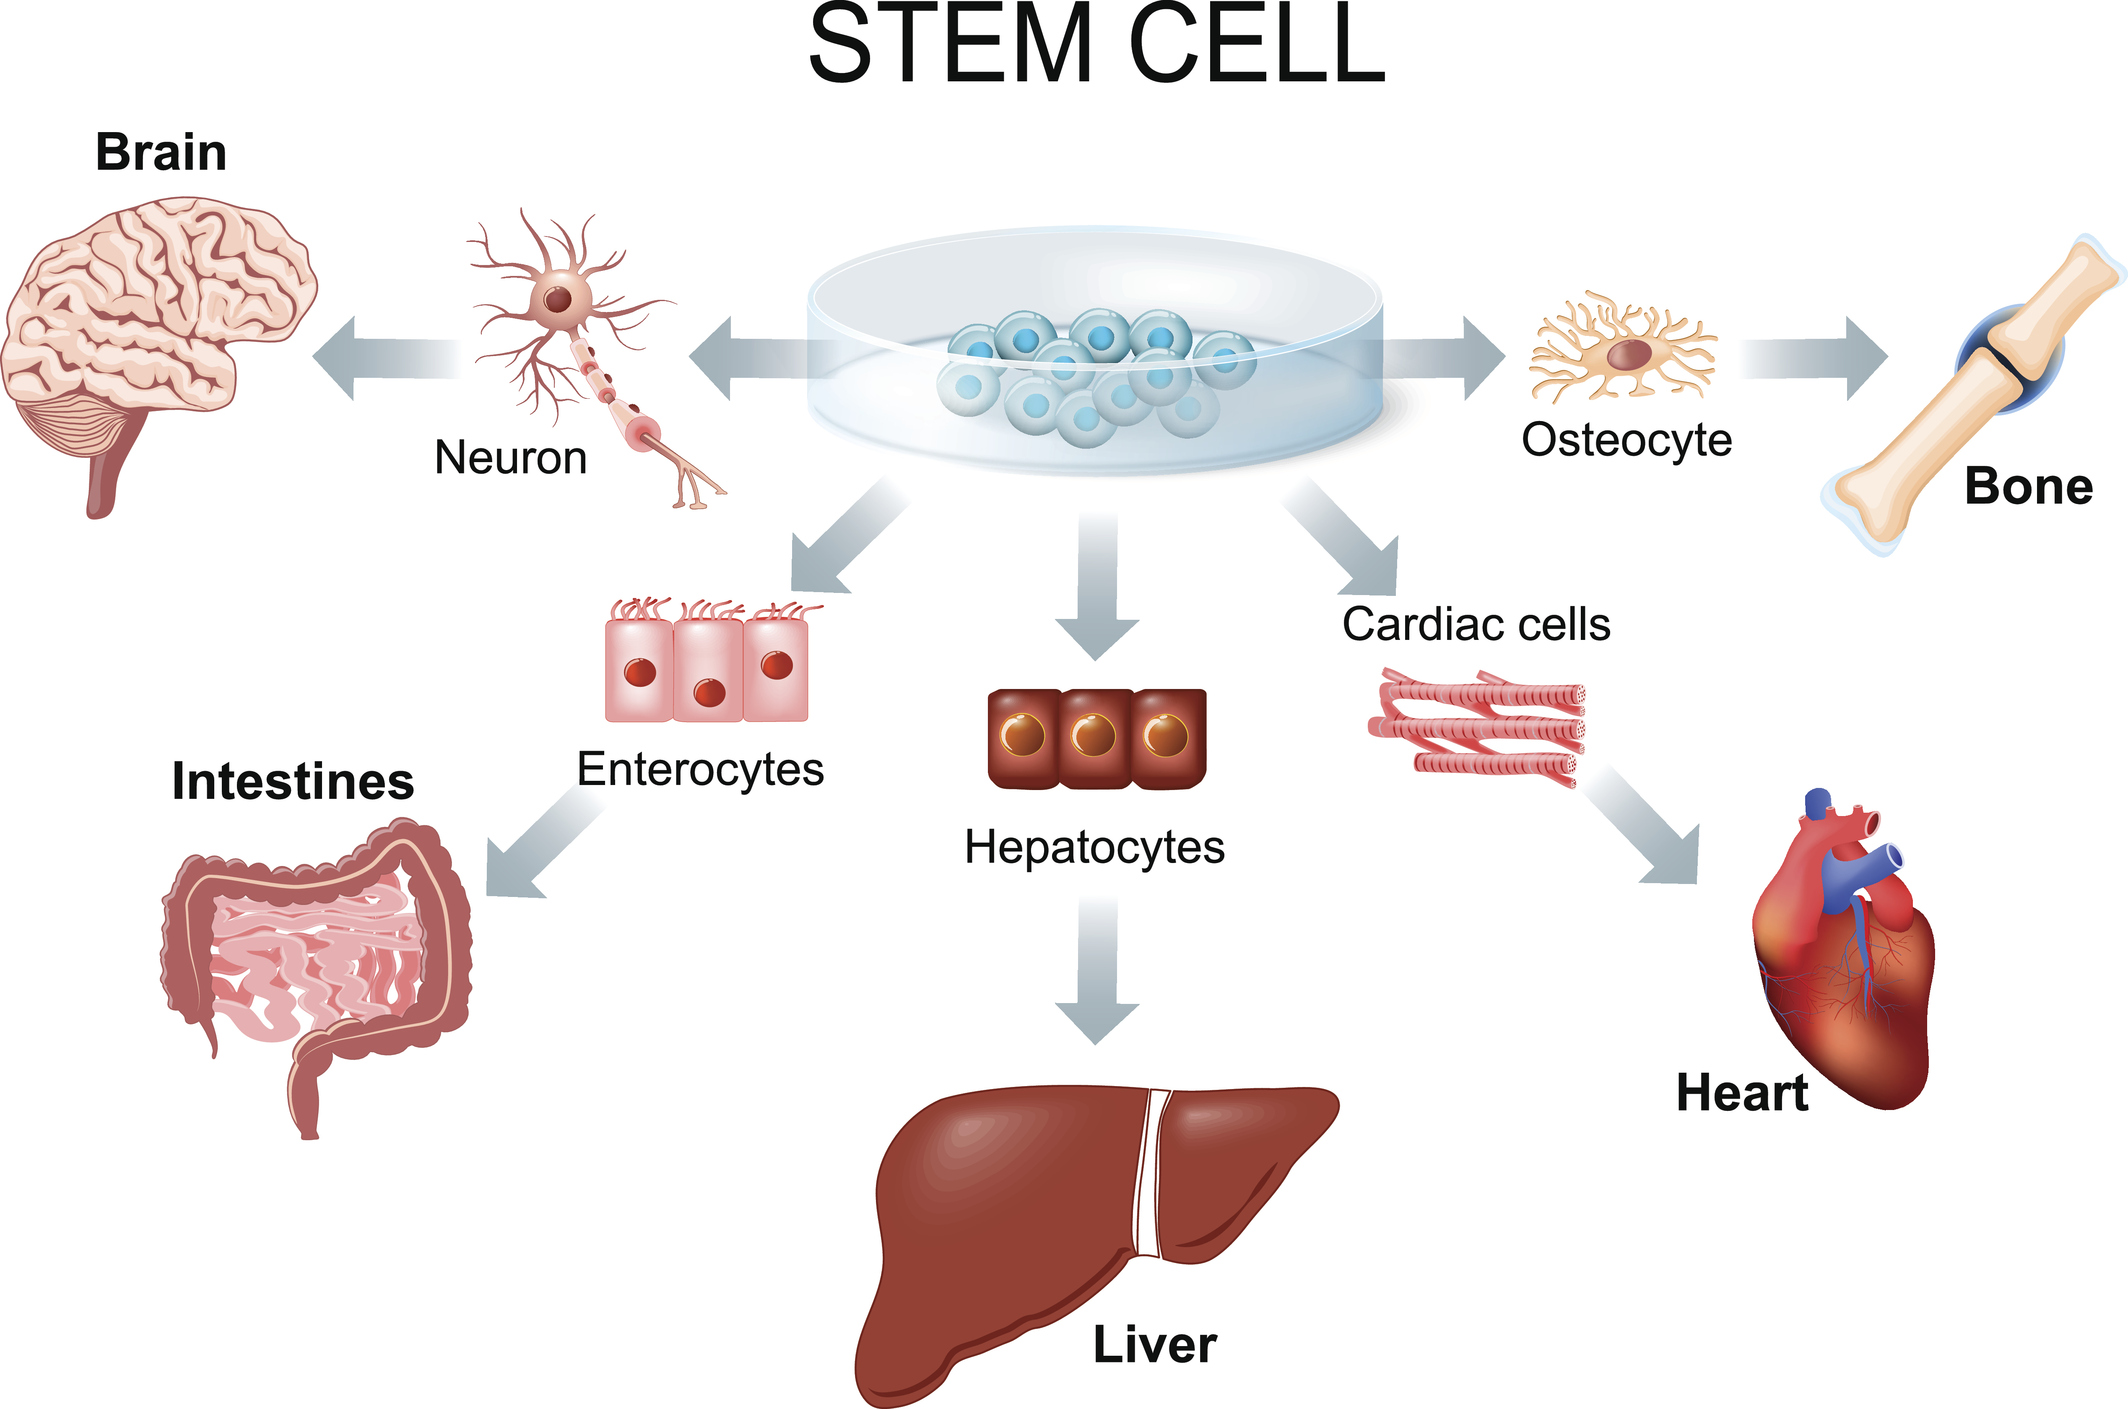 STEM CELL
Brain
Neuron
Osteocyte
Bone
Cardiac cells
Enterocytes
Intestines
Hepatocytes
Heart
Liver